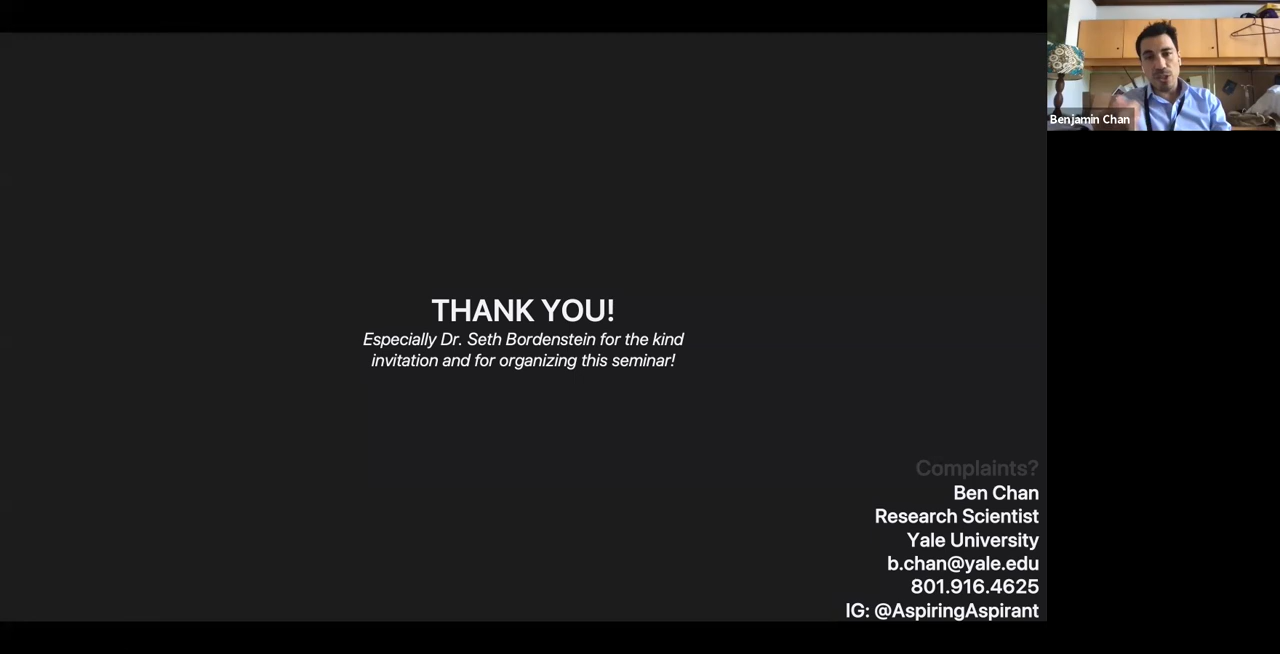 Benjamin Chan
THANK YOU!
Especially Dr. Seth Bordenstein for the kind
invitation and for organizing this seminar!
Complaints?
Ben Chan
Research Scientist
Yale University
b.chan@yale.edu
801.916.4625
IG: @AspiringAspirant